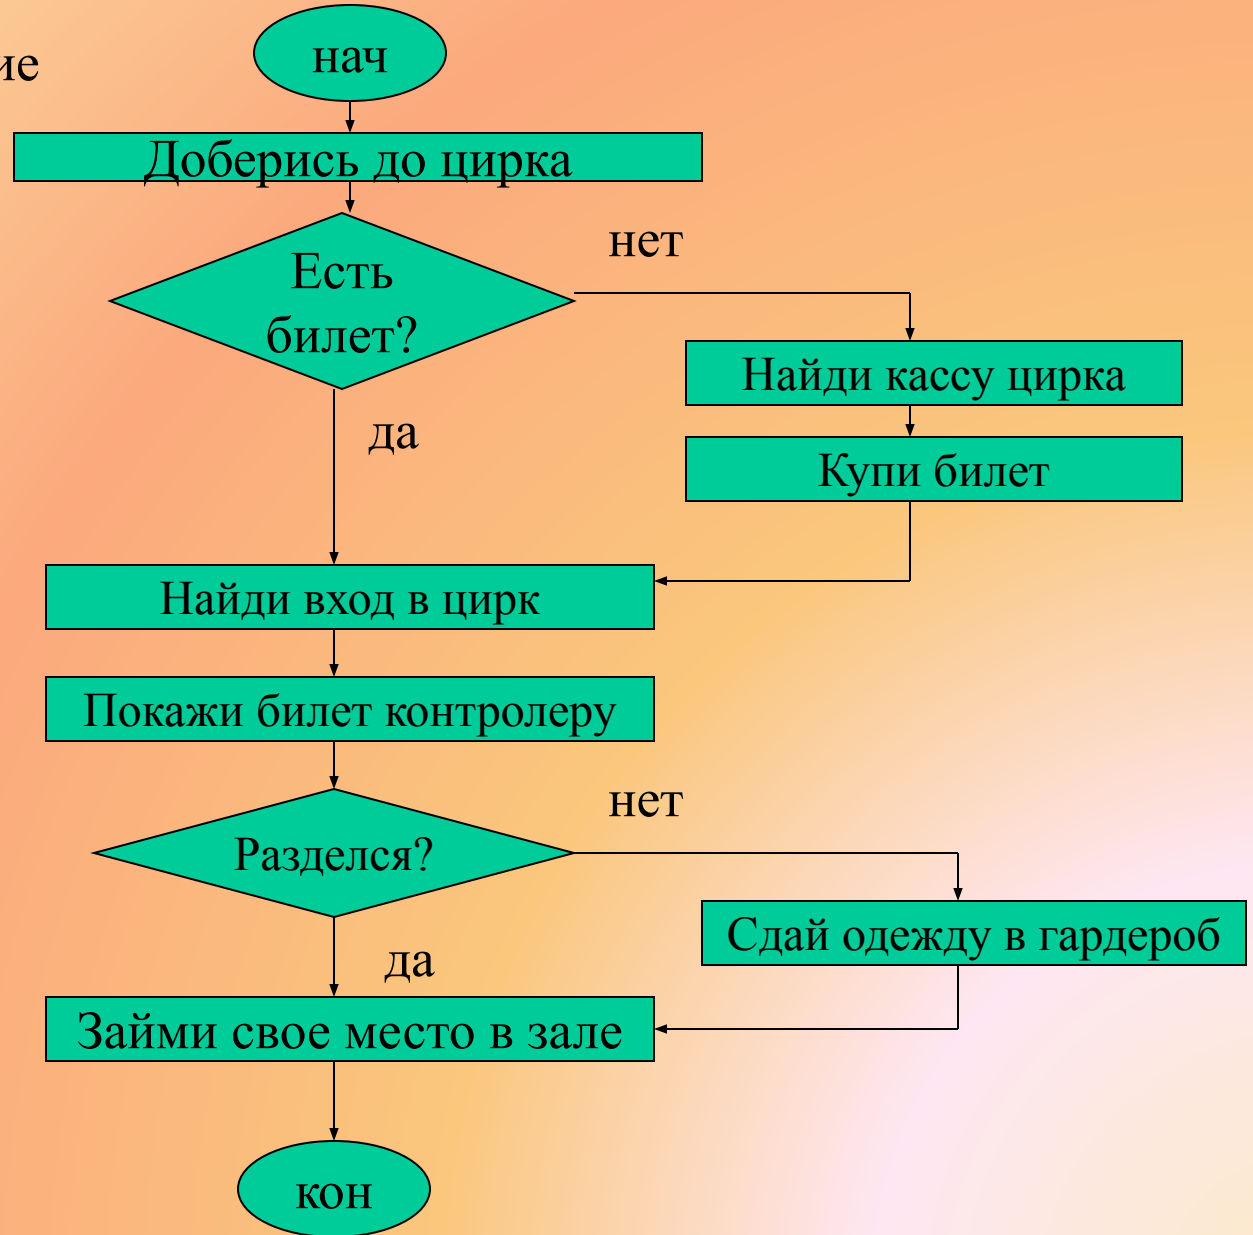 нач
Доберись до цирка
нет
Есть
билет?
Найди кассу цирка
да
Купи билет
Найди вход в цирк
Покажи билет контролеру
нет
Разделся?
Сдай одежду в гардероб
да
Займи свое место в зале
кон